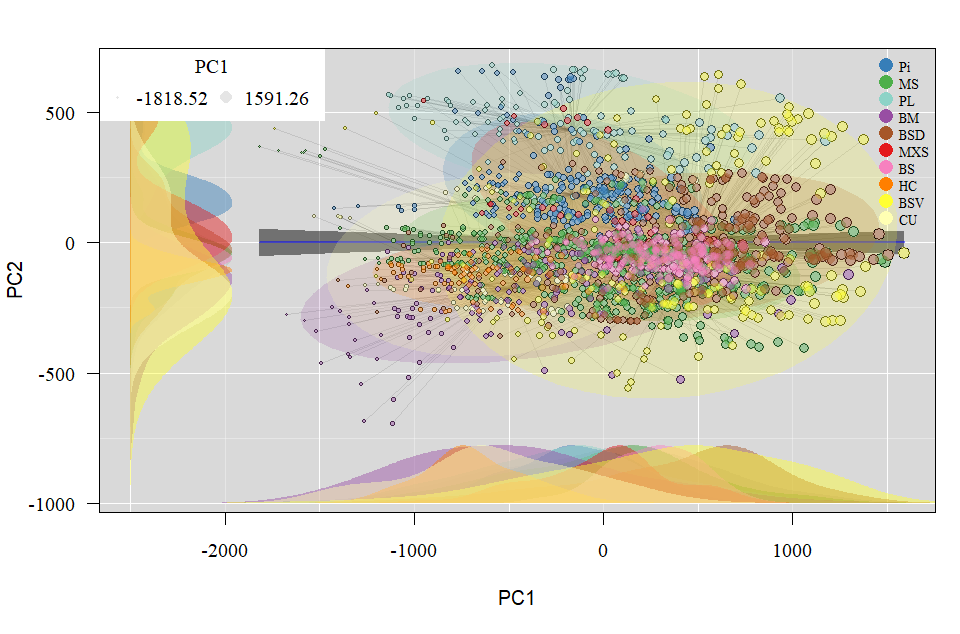 PC1
-1818.52 1591.26
Pi
MS
PL
BM
BSD
MXS
BS
HC
BSV
CU
500
0
-500
-1000
PC2
-2000 -1000 0 1000
PC1